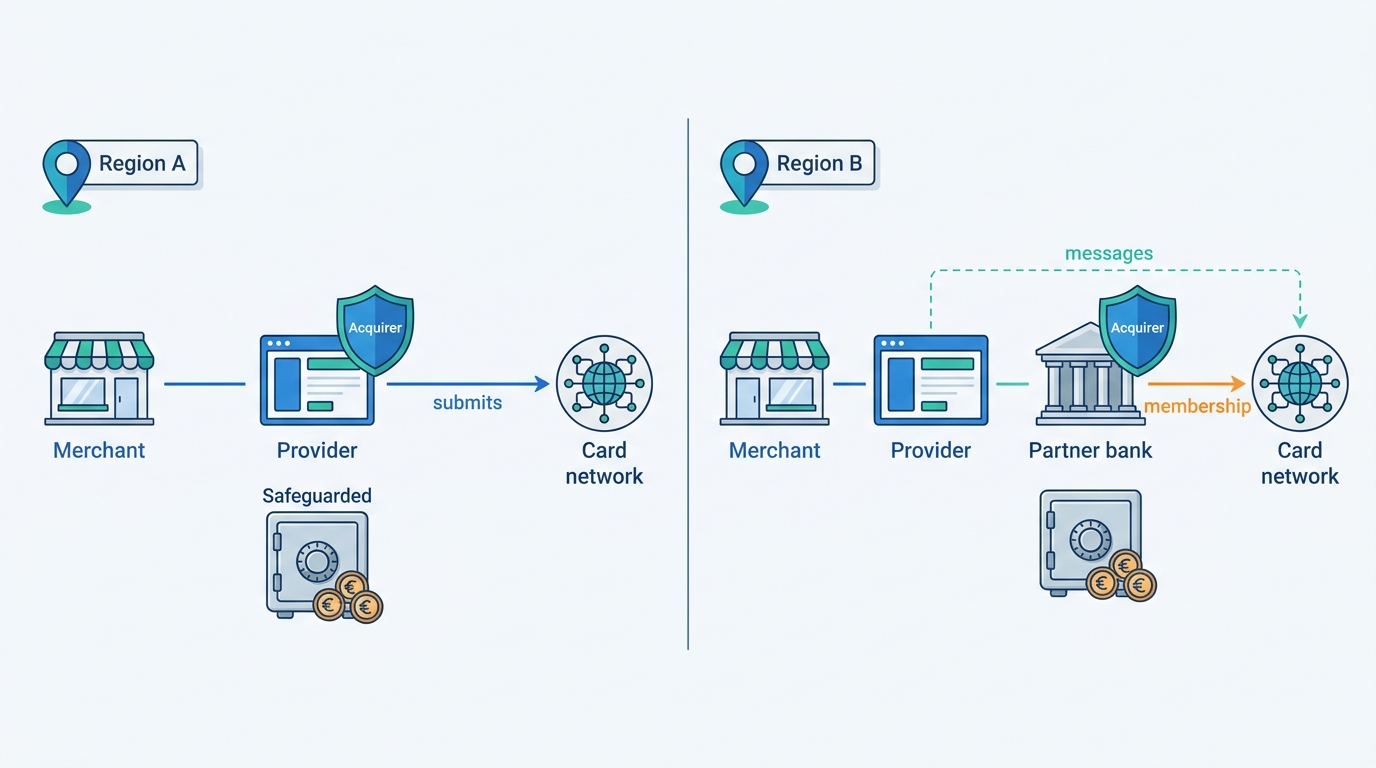 Region A
Acquirer
submits
Merchant
Provider
Card
network
Safeguarded
€
€
€
Region B
messages
Acquirer
membership
Merchant
Provider
Partner bank
Card
network
€
€
€